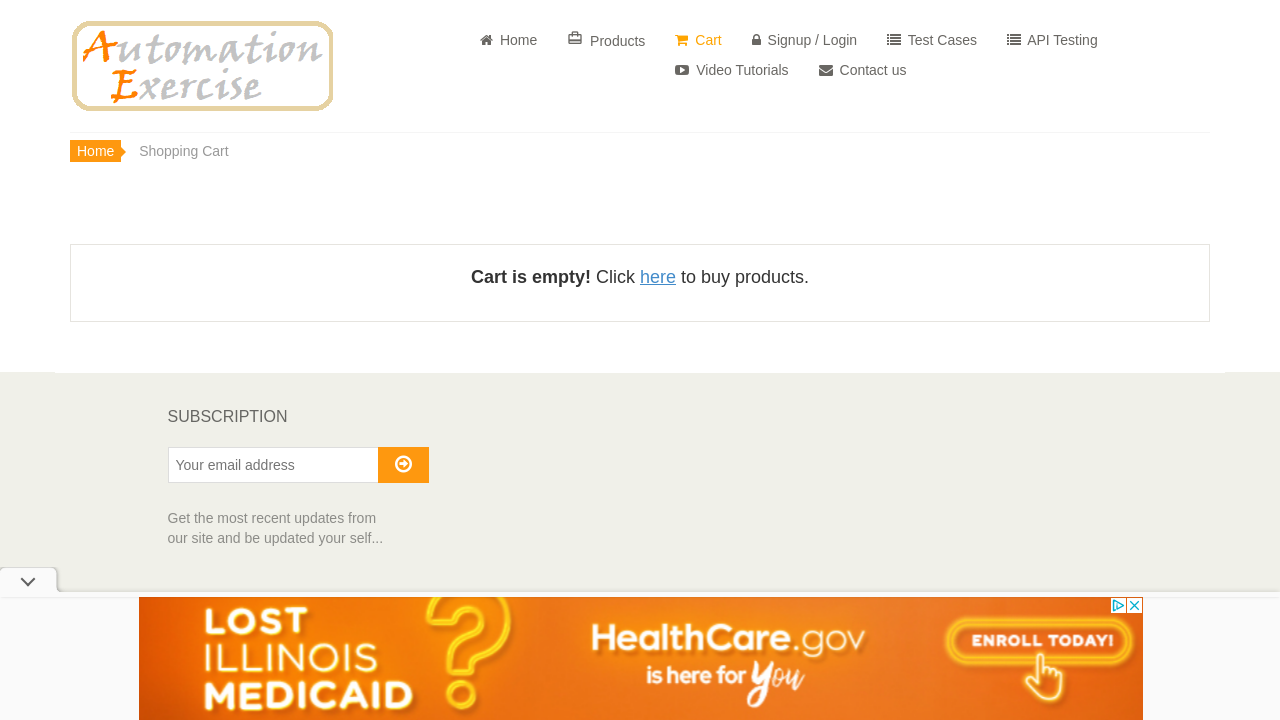 Automation
Exercise
Home
Products
Cart
Signup / Login
Test Cases
API Testing
Video Tutorials
Contact us
Home
Shopping Cart
Cart is empty! Click here to buy products.
SUBSCRIPTION
Your email address
Get the most recent updates from
our site and be updated your self...
LOST
ILLINOIS
MEDICAID
?
HealthCare.gov
is here for You
ENROLL TODAY!